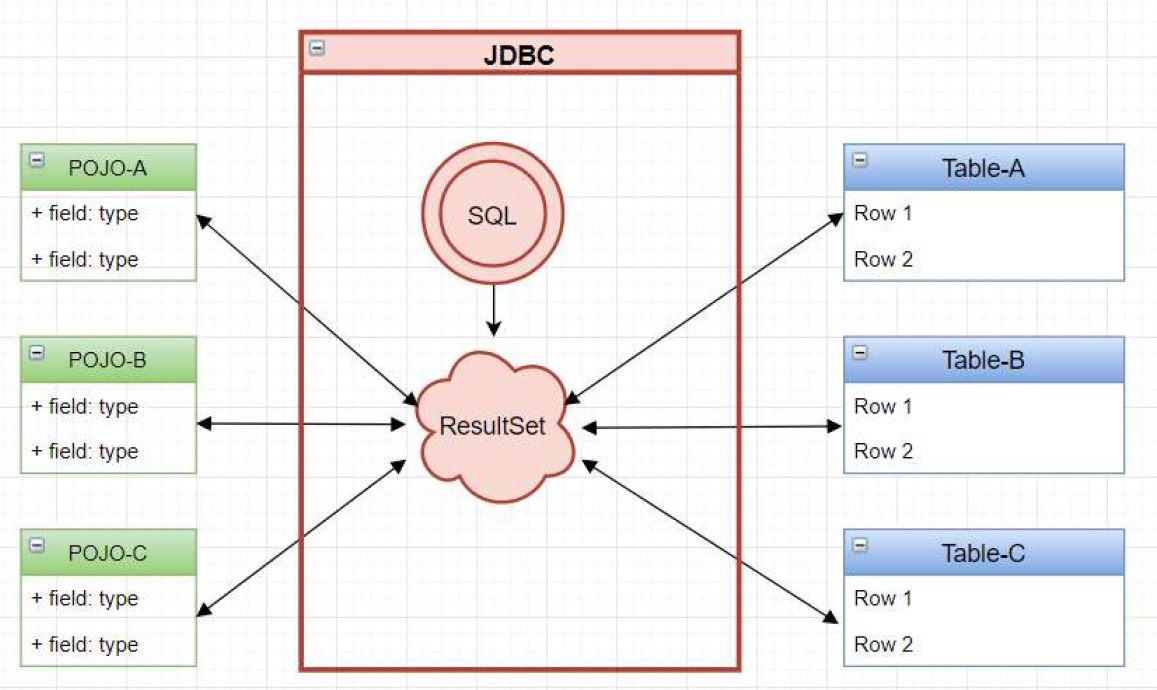 JDBC
POJO-A
+ field: type
+ field: type
POJO-B
+ field: type
+ field: type
POJO-C
+ field: type
+ field: type
SQL
ResultSet
Table-A
Row 1
Row 2
Table-B
Row 1
Row 2
Table-C
Row 1
Row 2